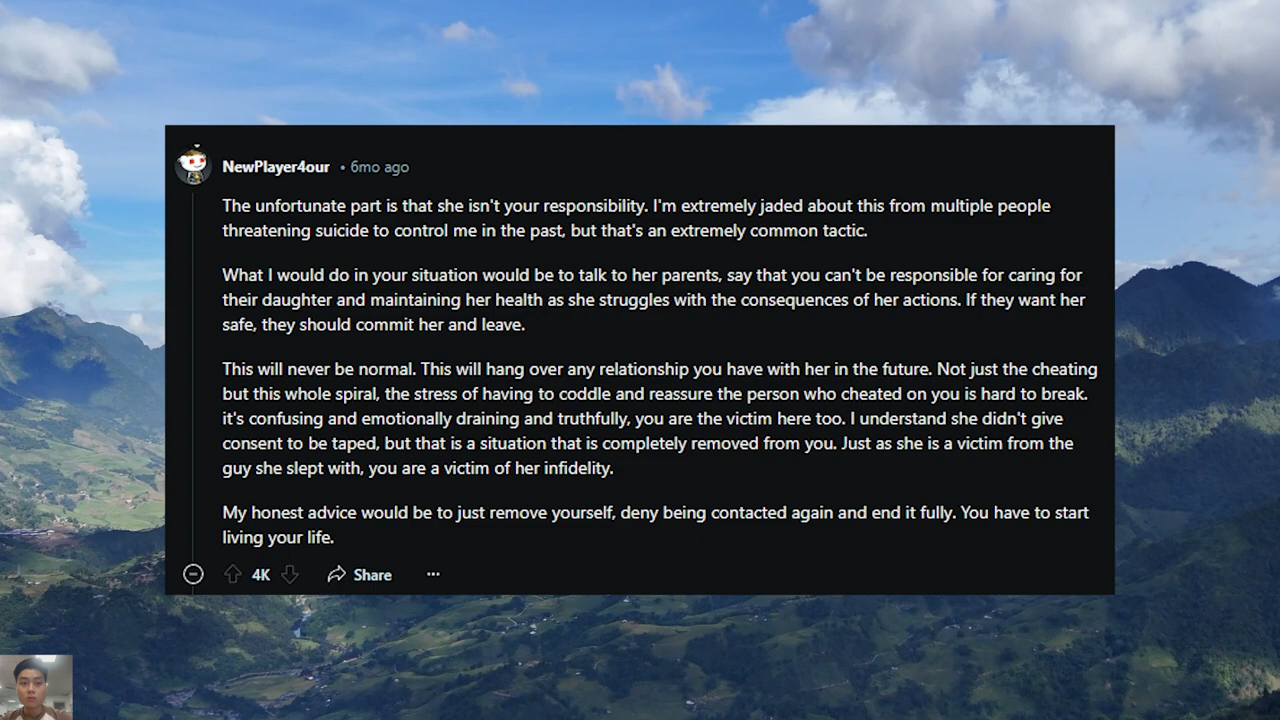 NewPlayer4our • 6mo ago
The unfortunate part is that she isn't your responsibility. I'm extremely jaded about this from multiple people
threatening suicide to control me in the past, but that's an extremely common tactic.
What I would do in your situation would be to talk to her parents, say that you can't be responsible for caring for
their daughter and maintaining her health as she struggles with the consequences of her actions. If they want her
safe, they should commit her and leave.
This will never be normal. This will hang over any relationship you have with her in the future. Not just the cheating
but this whole spiral, the stress of having to coddle and reassure the person who cheated on you is hard to break.
it's confusing and emotionally draining and truthfully, you are the victim here too. I understand she didn't give
consent to be taped, but that is a situation that is completely removed from you. Just as she is a victim from the
guy she slept with, you are a victim of her infidelity.
My honest advice would be to just remove yourself, deny being contacted again and end it fully. You have to start
living your life.
4K Share ...